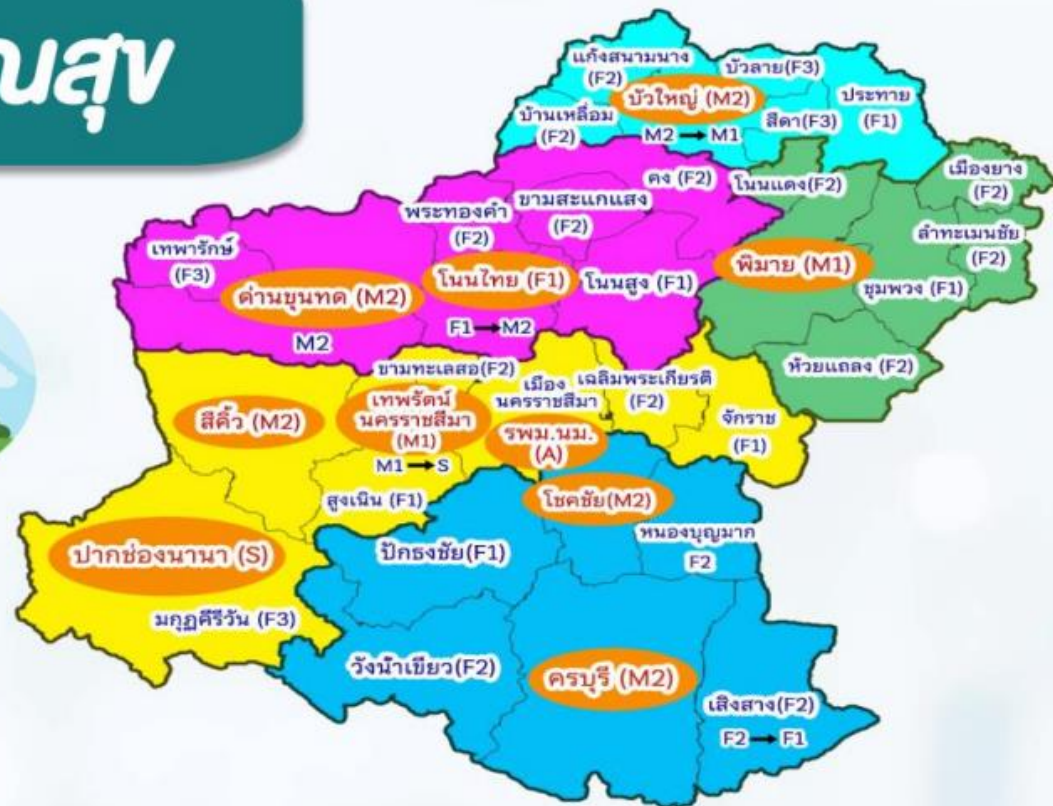 แก้งสนามนาง
(F2)
บัวลาย(F3)
บัวใหญ่ (M2)
ประทาย
(F1)
บ้านเหลื่อม
(F2)
สีดา(F3)
M2 → M1
คง (F2)
โนนแดง(F2)
เมืองยาง
(F2)
ขามสะแกแสง
(F2)
พระทองคำ
(F2)
ลำทะเมนชัย
(F2)
เทพารักษ์
(F3)
ด่านขุนทด (M2)
M2
โนนไทย (F1)
F1 → M2
โนนสูง (F1)
พิมาย (M1)
ชุมพวง (F1)
ห้วยแถลง (F2)
ขามทะเลสอ(F2)
เมือง
นครราชสีมา
เฉลิมพระเกียรติ
(F2)
สีคิ้ว (M2)
เทพรัตน์
นครราชสีมา
(M1)
M1 → S
รพม.นม.
(A)
จักราช
(F1)
สูงเนิน (F1)
โชคชัย(M2)
หนองบุญมาก
F2
ปากช่องนานา (S)
ปักธงชัย(F1)
มกุฏคีรีวัน (F3)
วังน้ำเขียว(F2)
ครบุรี (M2)
เสิงสาง(F2)
F2 → F1